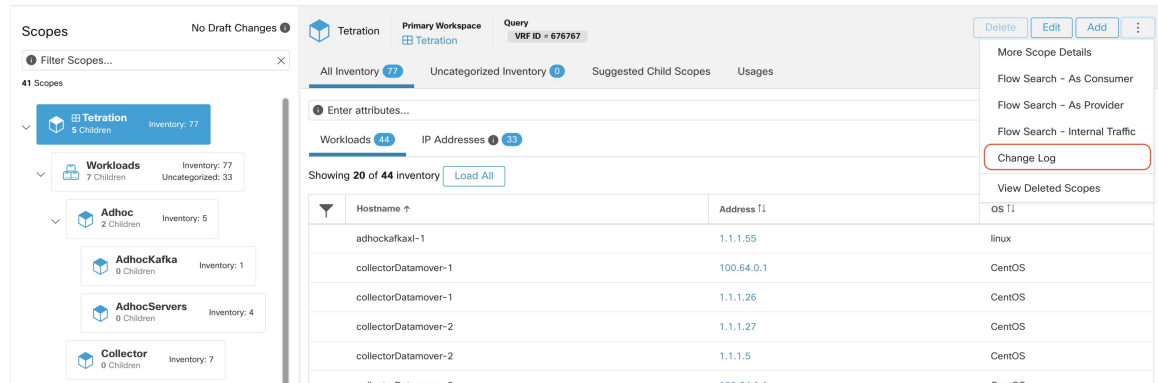 Scopes
No Draft Changes
Filter Scopes...
41 Scopes
Tetration
5 Children
Inventory: 77
Workloads
7 Children
Inventory: 77
Uncategorized: 33
Adhoc
2 Children
Inventory: 5
AdhocKafka
0 Children
Inventory: 1
AdhocServers
0 Children
Inventory: 4
Collector
0 Children
Inventory: 7
Tetration
Primary Workspace
Tetration
Query
VRF ID = 676767
Delete Edit Add
More Scope Details
Flow Search - As Consumer
Flow Search - As Provider
Flow Search - Internal Traffic
Change Log
View Deleted Scopes
All Inventory 77 Uncategorized Inventory 0 Suggested Child Scopes Usages
Enter attributes...
Workloads 44 IP Addresses 33
Showing 20 of 44 inventory Load All
Hostname ↑ Address ↑↓ OS ↑↓
adhockafkaxl-1 1.1.1.55 linux
collectorDatamover-1 100.64.0.1 CentOS
collectorDatamover-1 1.1.1.26 CentOS
collectorDatamover-2 1.1.1.27 CentOS
collectorDatamover-2 1.1.1.5 CentOS